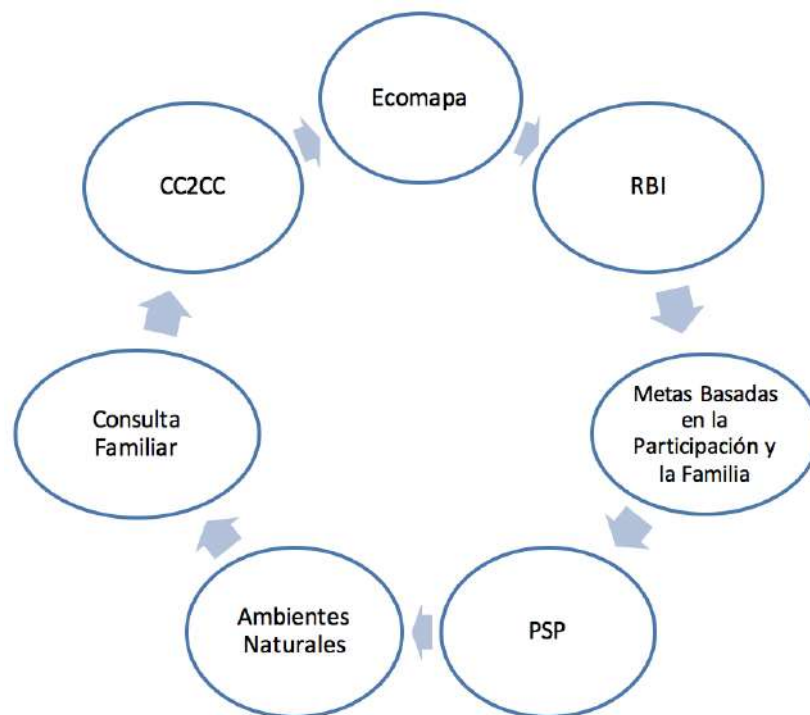 Ecomapa
RBI
Metas Basadas
en la
Participación y
la Familia
PSP
Ambientes
Naturales
Consulta
Familiar
CC2CC